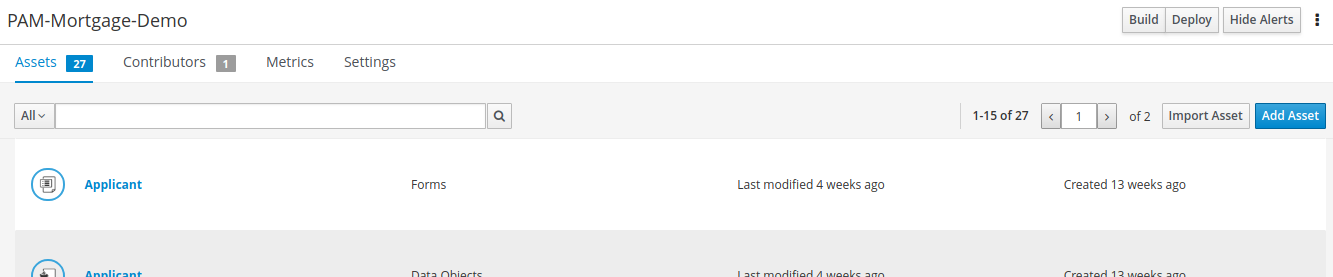 PAM-Mortgage-Demo
Build Deploy Hide Alerts
Assets 27 Contributors 1 Metrics Settings
All 1-15 of 27 1 of 2 Import Asset Add Asset
Applicant Forms Last modified 4 weeks ago Created 13 weeks ago
Applicant Data Objects Last modified 4 weeks ago Created 13 weeks ago